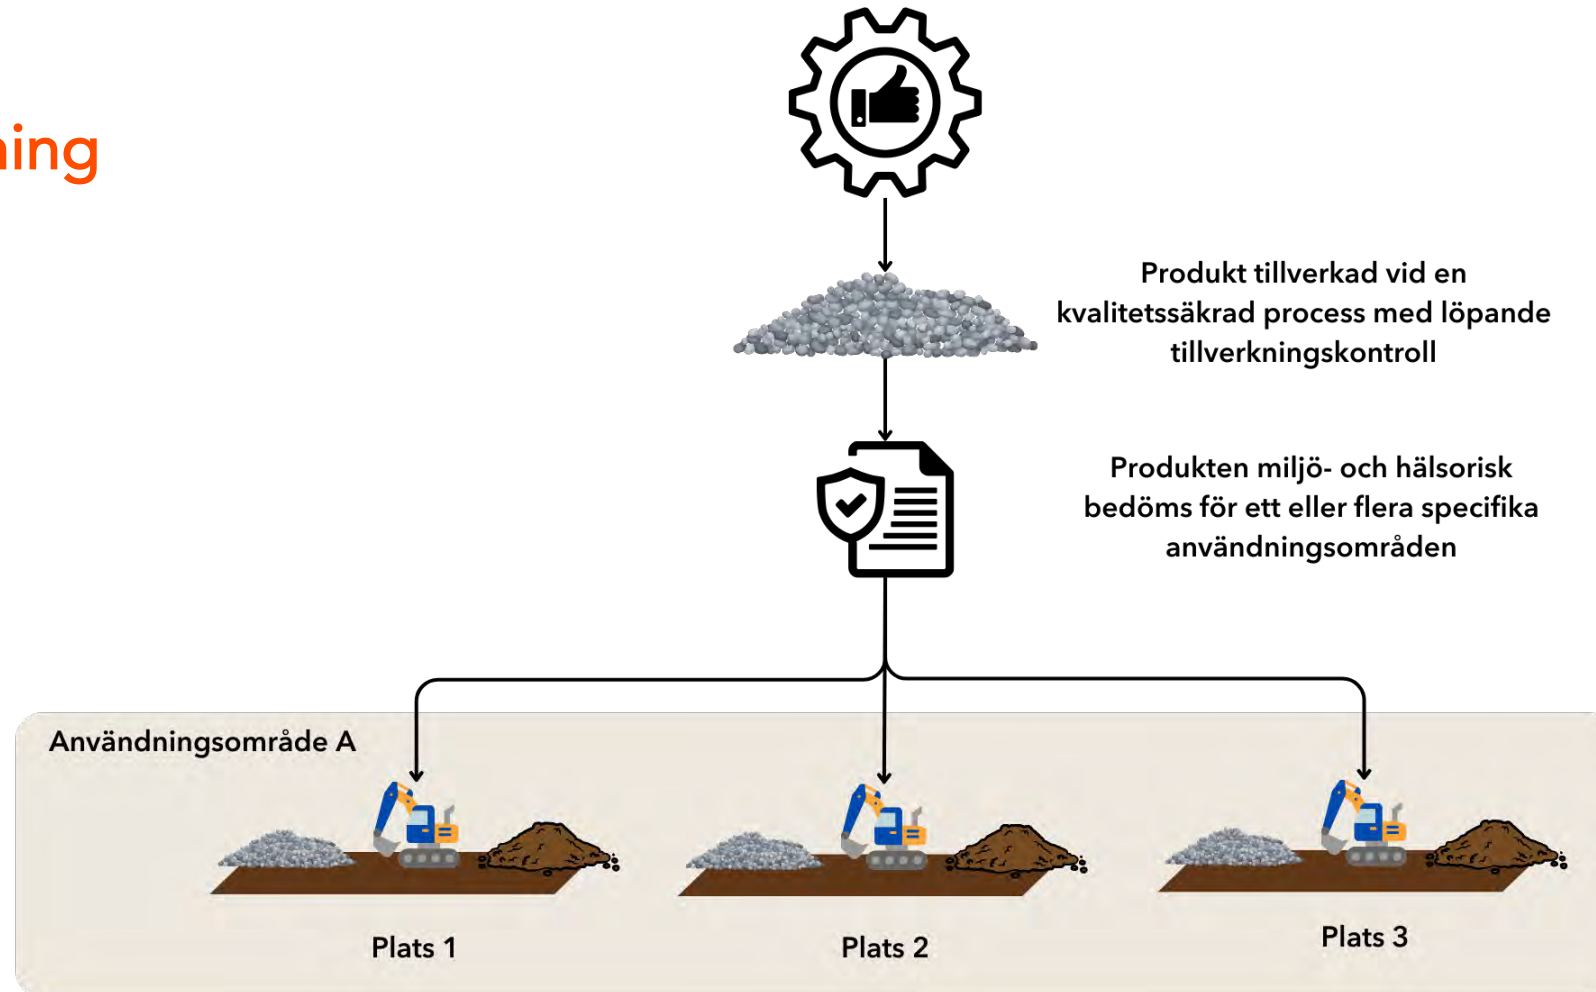 ning
Produkt tillverkad vid en
kvalitetssäkrad process med löpande
tillverkningskontroll
Produkten miljö- och hälsorisk
bedöms för ett eller flera specifika
användningsområden
Användningsområde A
Plats 1
Plats 2
Plats 3